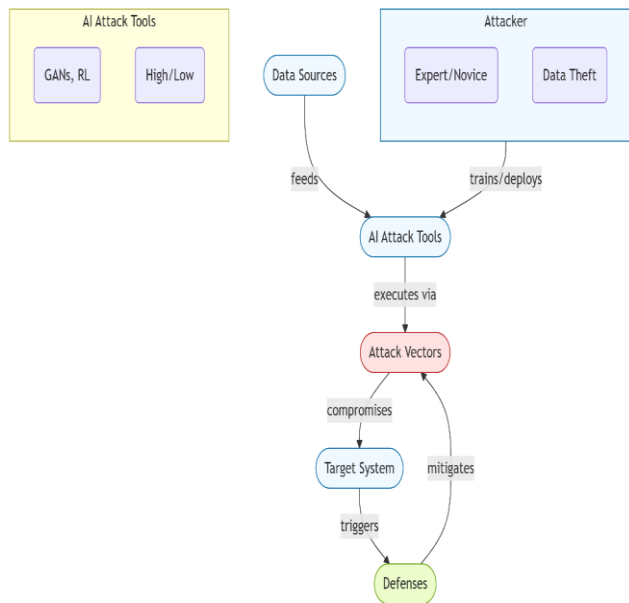 AI Attack Tools
GANs, RL
High/Low
Attacker
Expert/Novice
Data Theft
Data Sources
feeds
trains/deploys
AI Attack Tools
executes via
Attack Vectors
compromises
Target System
mitigates
triggers
Defenses